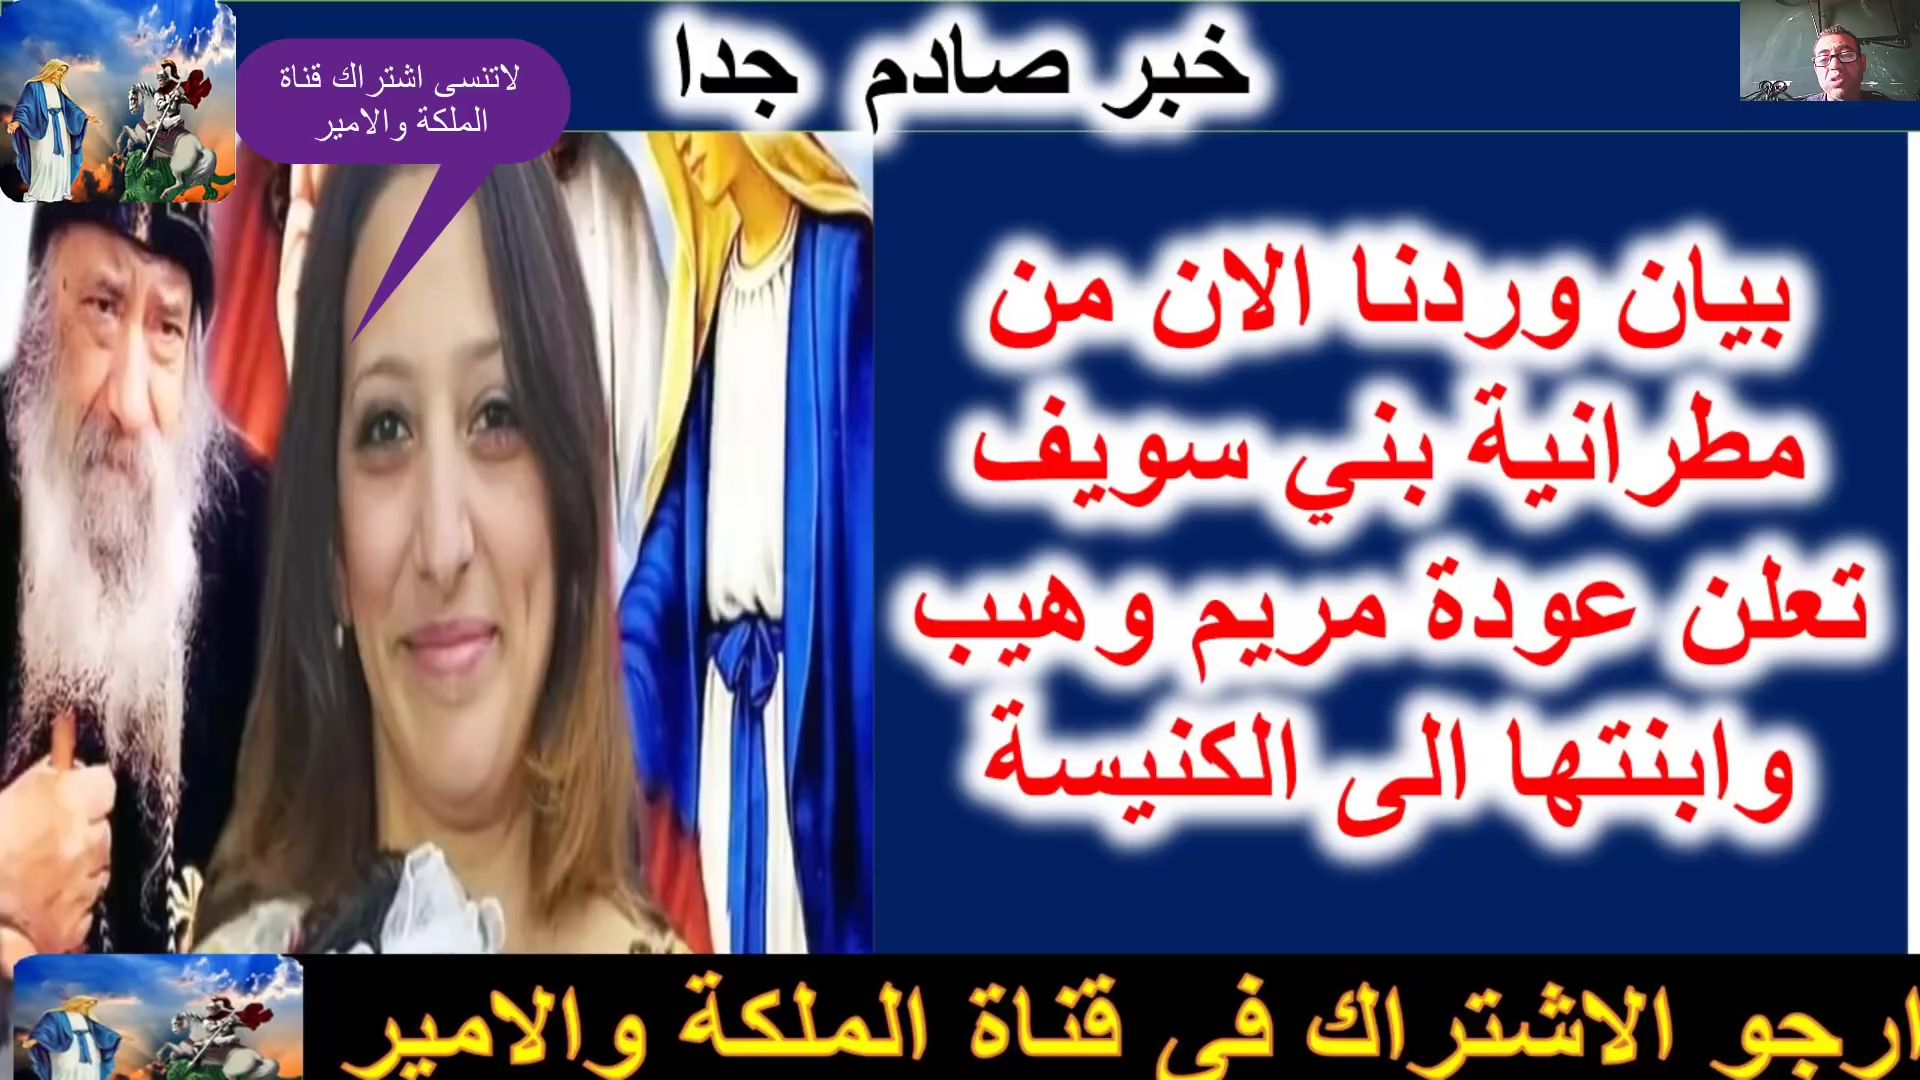 خبر صادم جدا
لاتنسى اشتراك قناة
الملكة والامير
بيان وردنا الان من
مطرانية بني سويف
تعلن عودة مريم وهيب
وابنتها الى الكنيسة
ارجو الاشتراك في قناة الملكة والامير